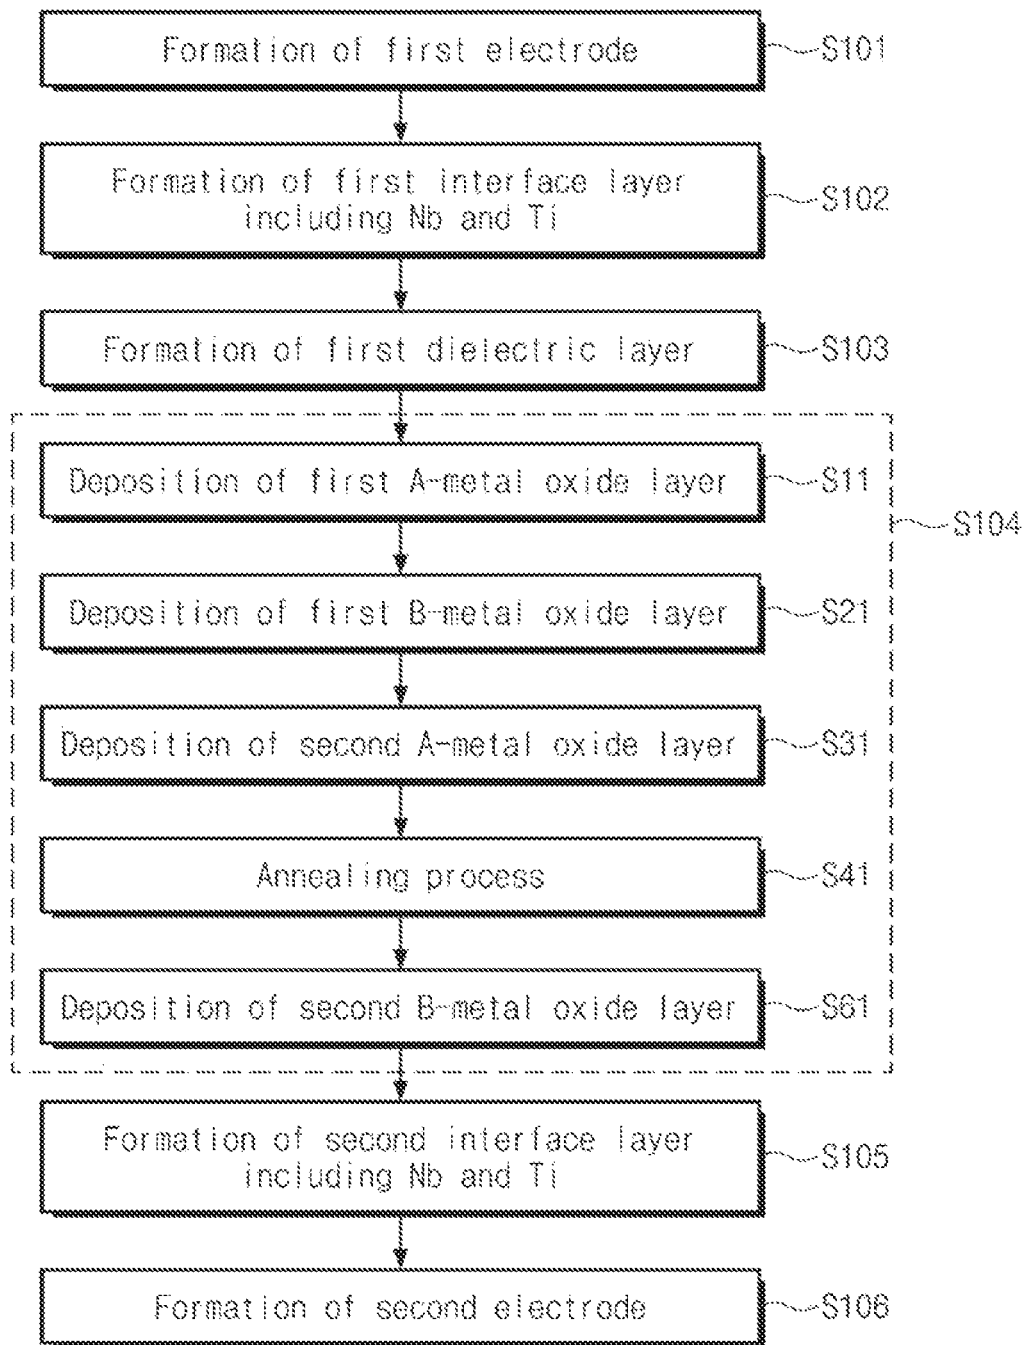 Formation of first electrode
S101
Formation of first interface layer
including Nb and Ti
S102
Formation of first dielectric layer
S103
Deposition of first A-metal oxide layer
S11
S104
Deposition of first B-metal oxide layer
S21
Deposition of second A-metal oxide layer
S31
Annealing process
S41
Deposition of second B-metal oxide layer
S61
Formation of second interface layer
including Nb and Ti
S105
Formation of second electrode
S106